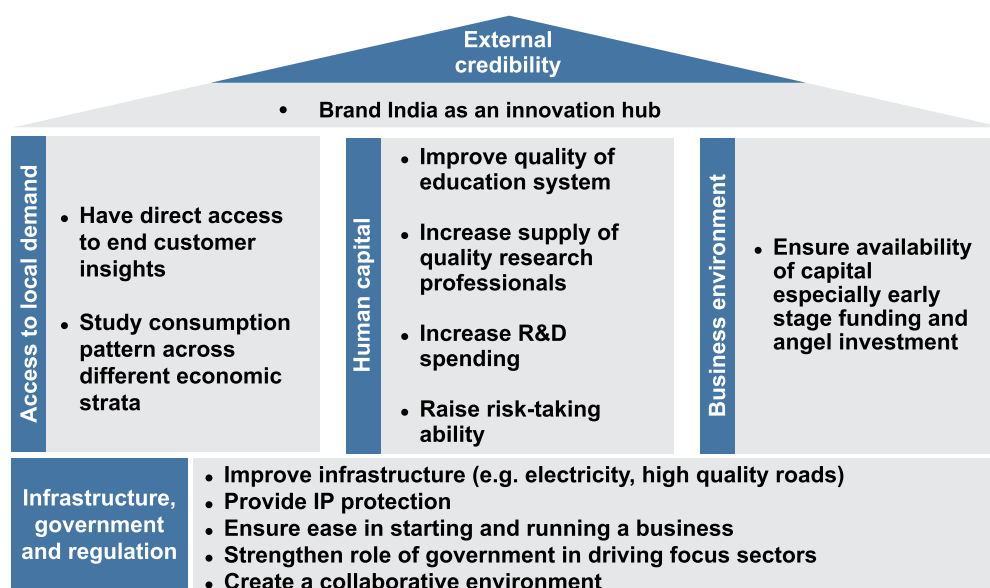 External
credibility
• Brand India as an innovation hub
Access to local demand
• Have direct access
to end customer
insights
• Study consumption
pattern across
different economic
strata
Human capital
• Improve quality of
education system
• Increase supply of
quality research
professionals
• Increase R&D
spending
• Raise risk-taking
ability
Business environment
• Ensure availability
of capital
especially early
stage funding and
angel investment
Infrastructure,
government
and regulation
• Improve infrastructure (e.g. electricity, high quality roads)
• Provide IP protection
• Ensure ease in starting and running a business
• Strengthen role of government in driving focus sectors
• Create a collaborative environment